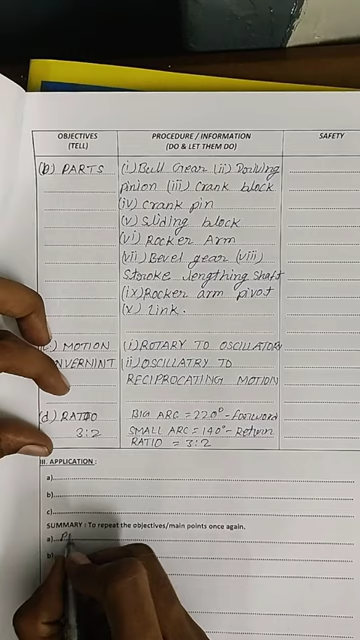 OBJECTIVES
(TELL)
PROCEDURE / INFORMATION
(DO & LET THEM DO)
SAFETY
(b) PARTS
(i) Bull Gear (ii) Driving
pinion (iii) Crank block
(iv) Crank pin
(v) Sliding block
(vi) Rocker Arm
(vii) Bevel gear (viii)
Stroke lengthing shaft
(ix) Rocker arm pivot
(x) Link.
MOTION (i) ROTARY TO OSCILLATORY
(ii) OSCILLATRY TO
RECIPROCATING MOTION
(d) RATIO
3:2
BIG ARC = 220° - forward
SMALL ARC = 140° - Return
RATIO = 3:2
III. APPLICATION :
a)
b)
c)
SUMMARY : To repeat the objectives/main points once again.
a)
b)